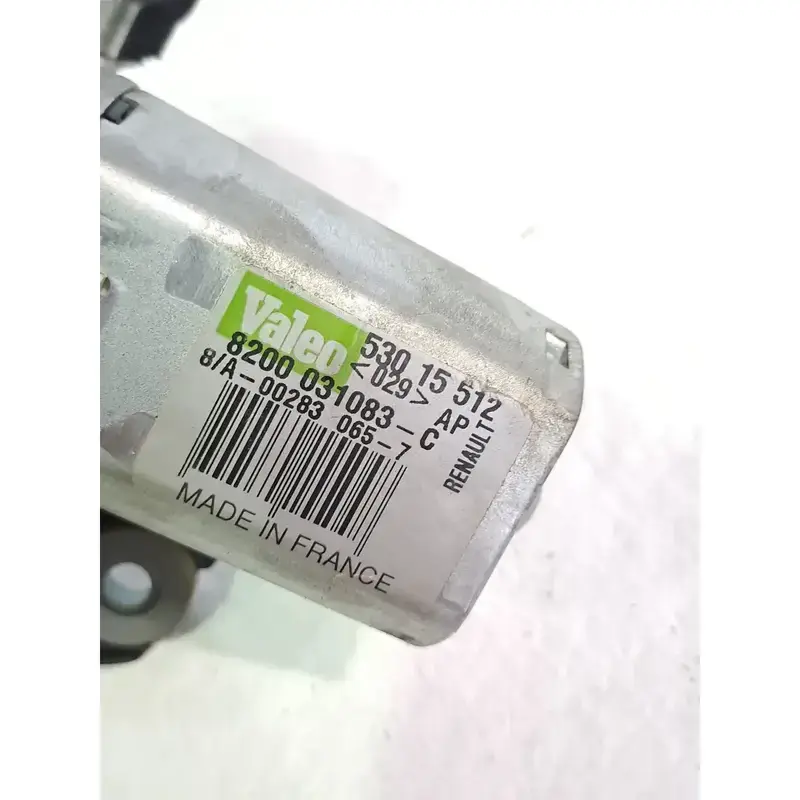 Valeo
530 15 512
<029> AP
8200 031083-C
8/A-00283 065-7
RENAULT
MADE IN FRANCE